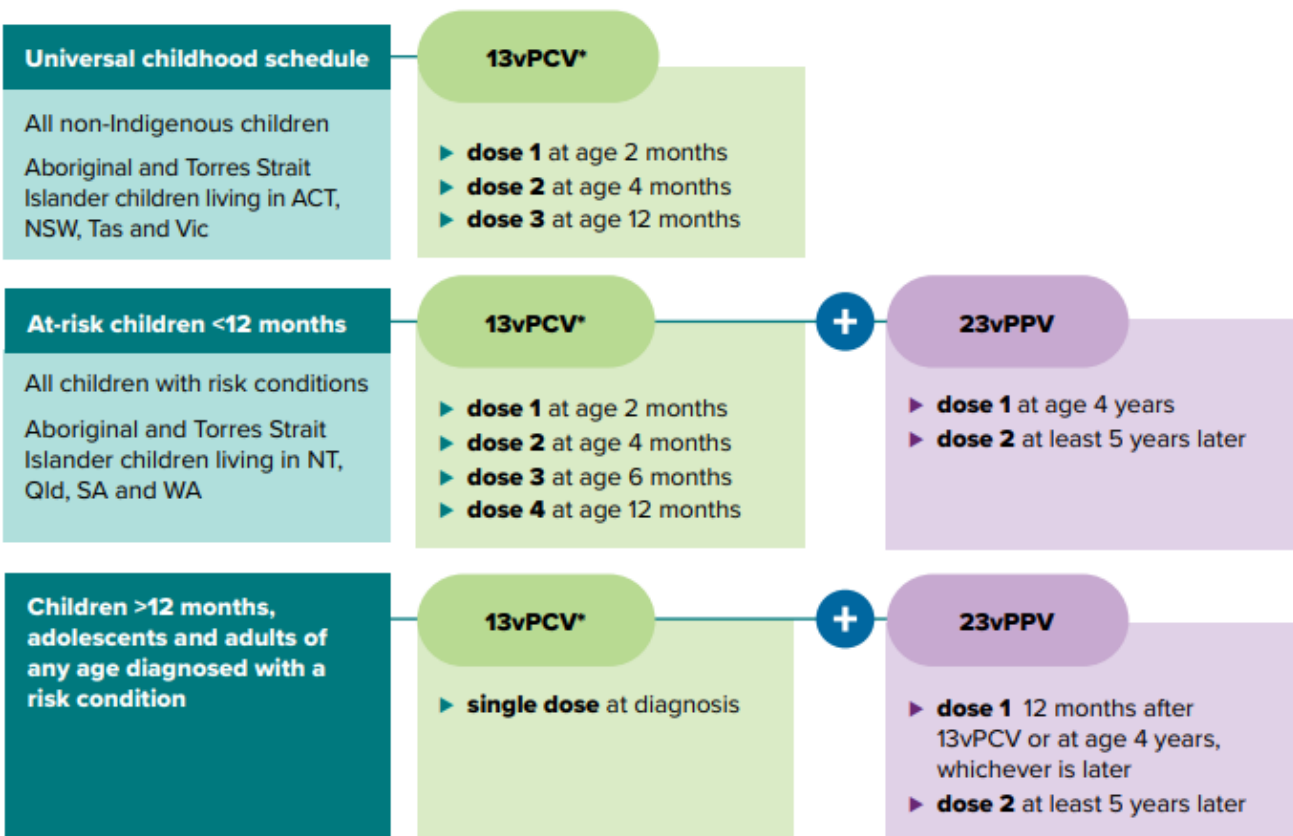 Universal childhood schedule
13vPCV*
All non-Indigenous children
Aboriginal and Torres Strait
Islander children living in ACT,
NSW, Tas and Vic
▶ dose 1 at age 2 months
▶ dose 2 at age 4 months
▶ dose 3 at age 12 months
At-risk children <12 months
13vPCV*
+
23vPPV
All children with risk conditions
Aboriginal and Torres Strait
Islander children living in NT,
Qld, SA and WA
▶ dose 1 at age 2 months
▶ dose 2 at age 4 months
▶ dose 3 at age 6 months
▶ dose 4 at age 12 months
▶ dose 1 at age 4 years
▶ dose 2 at least 5 years later
Children >12 months,
adolescents and adults of
any age diagnosed with a
risk condition
13vPCV*
+
23vPPV
▶ single dose at diagnosis
▶ dose 1 12 months after
13vPCV or at age 4 years,
whichever is later
▶ dose 2 at least 5 years later